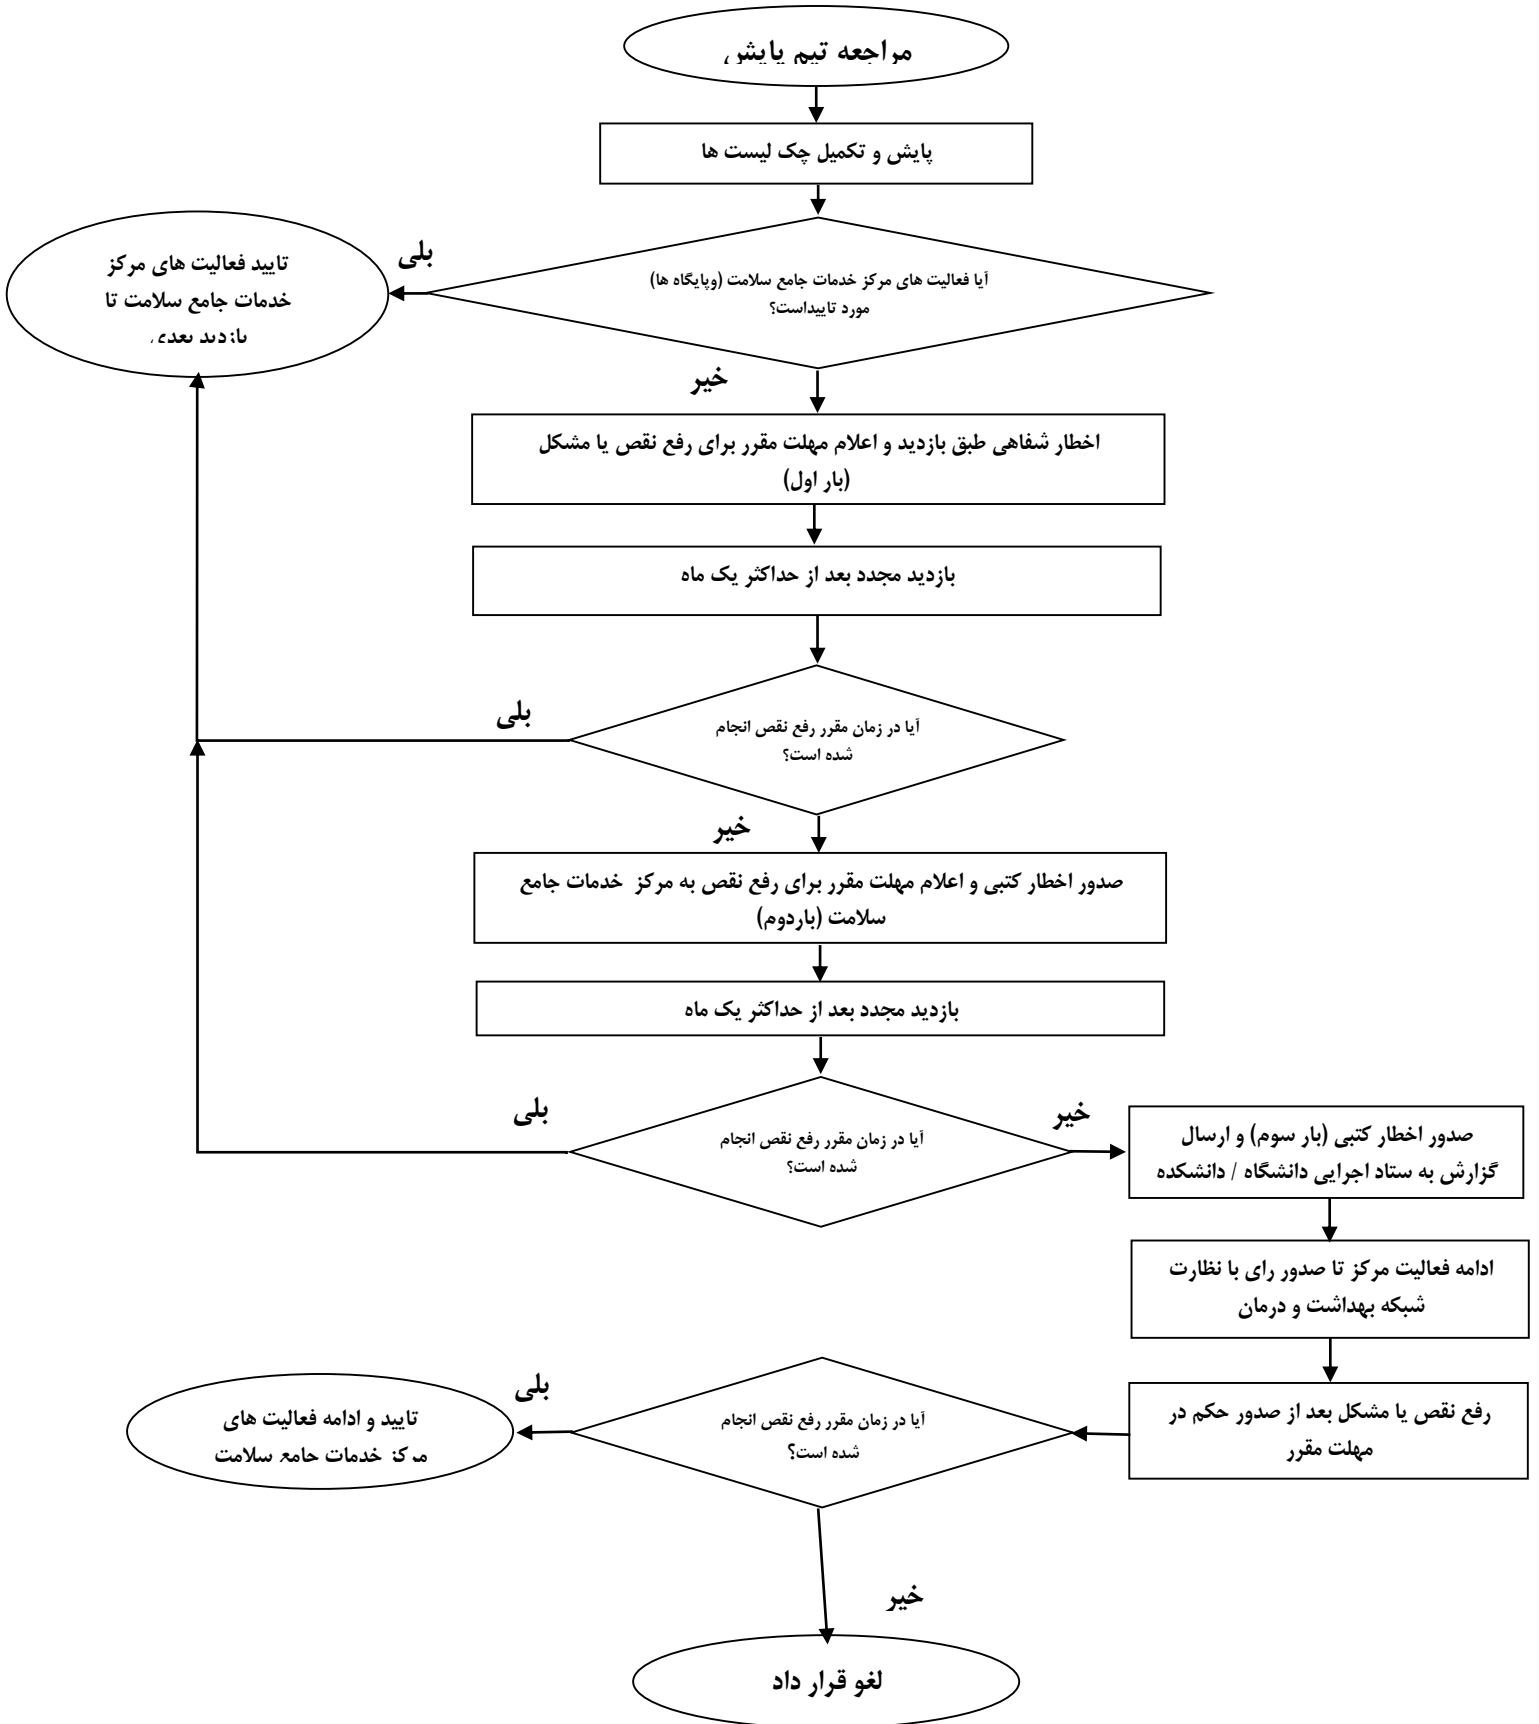 مراجعه تیم پایش
پایش و تکمیل چک لیست ها
آیا فعالیت های مرکز خدمات جامع سلامت (وپایگاه ها)
مورد تاییداست؟
بلی
تایید فعالیت های مرکز
خدمات جامع سلامت تا
بازدید بعدی
خیر
اخطار شفاهی طبق بازدید و اعلام مهلت مقرر برای رفع نقص یا مشکل
(بار اول)
بازدید مجدد بعد از حداکثر یک ماه
آیا در زمان مقرر رفع نقص انجام
شده است؟
بلی
خیر
صدور اخطار کتبی و اعلام مهلت مقرر برای رفع نقص به مرکز خدمات جامع
سلامت (باردوم)
بازدید مجدد بعد از حداکثر یک ماه
آیا در زمان مقرر رفع نقص انجام
شده است؟
بلی
خیر
صدور اخطار کتبی (بار سوم) و ارسال
گزارش به ستاد اجرایی دانشگاه / دانشکده
ادامه فعالیت مرکز تا صدور رای با نظارت
شبکه بهداشت و درمان
رفع نقص یا مشکل بعد از صدور حکم در
مهلت مقرر
آیا در زمان مقرر رفع نقص انجام
شده است؟
بلی
تایید و ادامه فعالیت های
مرکز خدمات جامع سلامت
خیر
لغو قرار داد